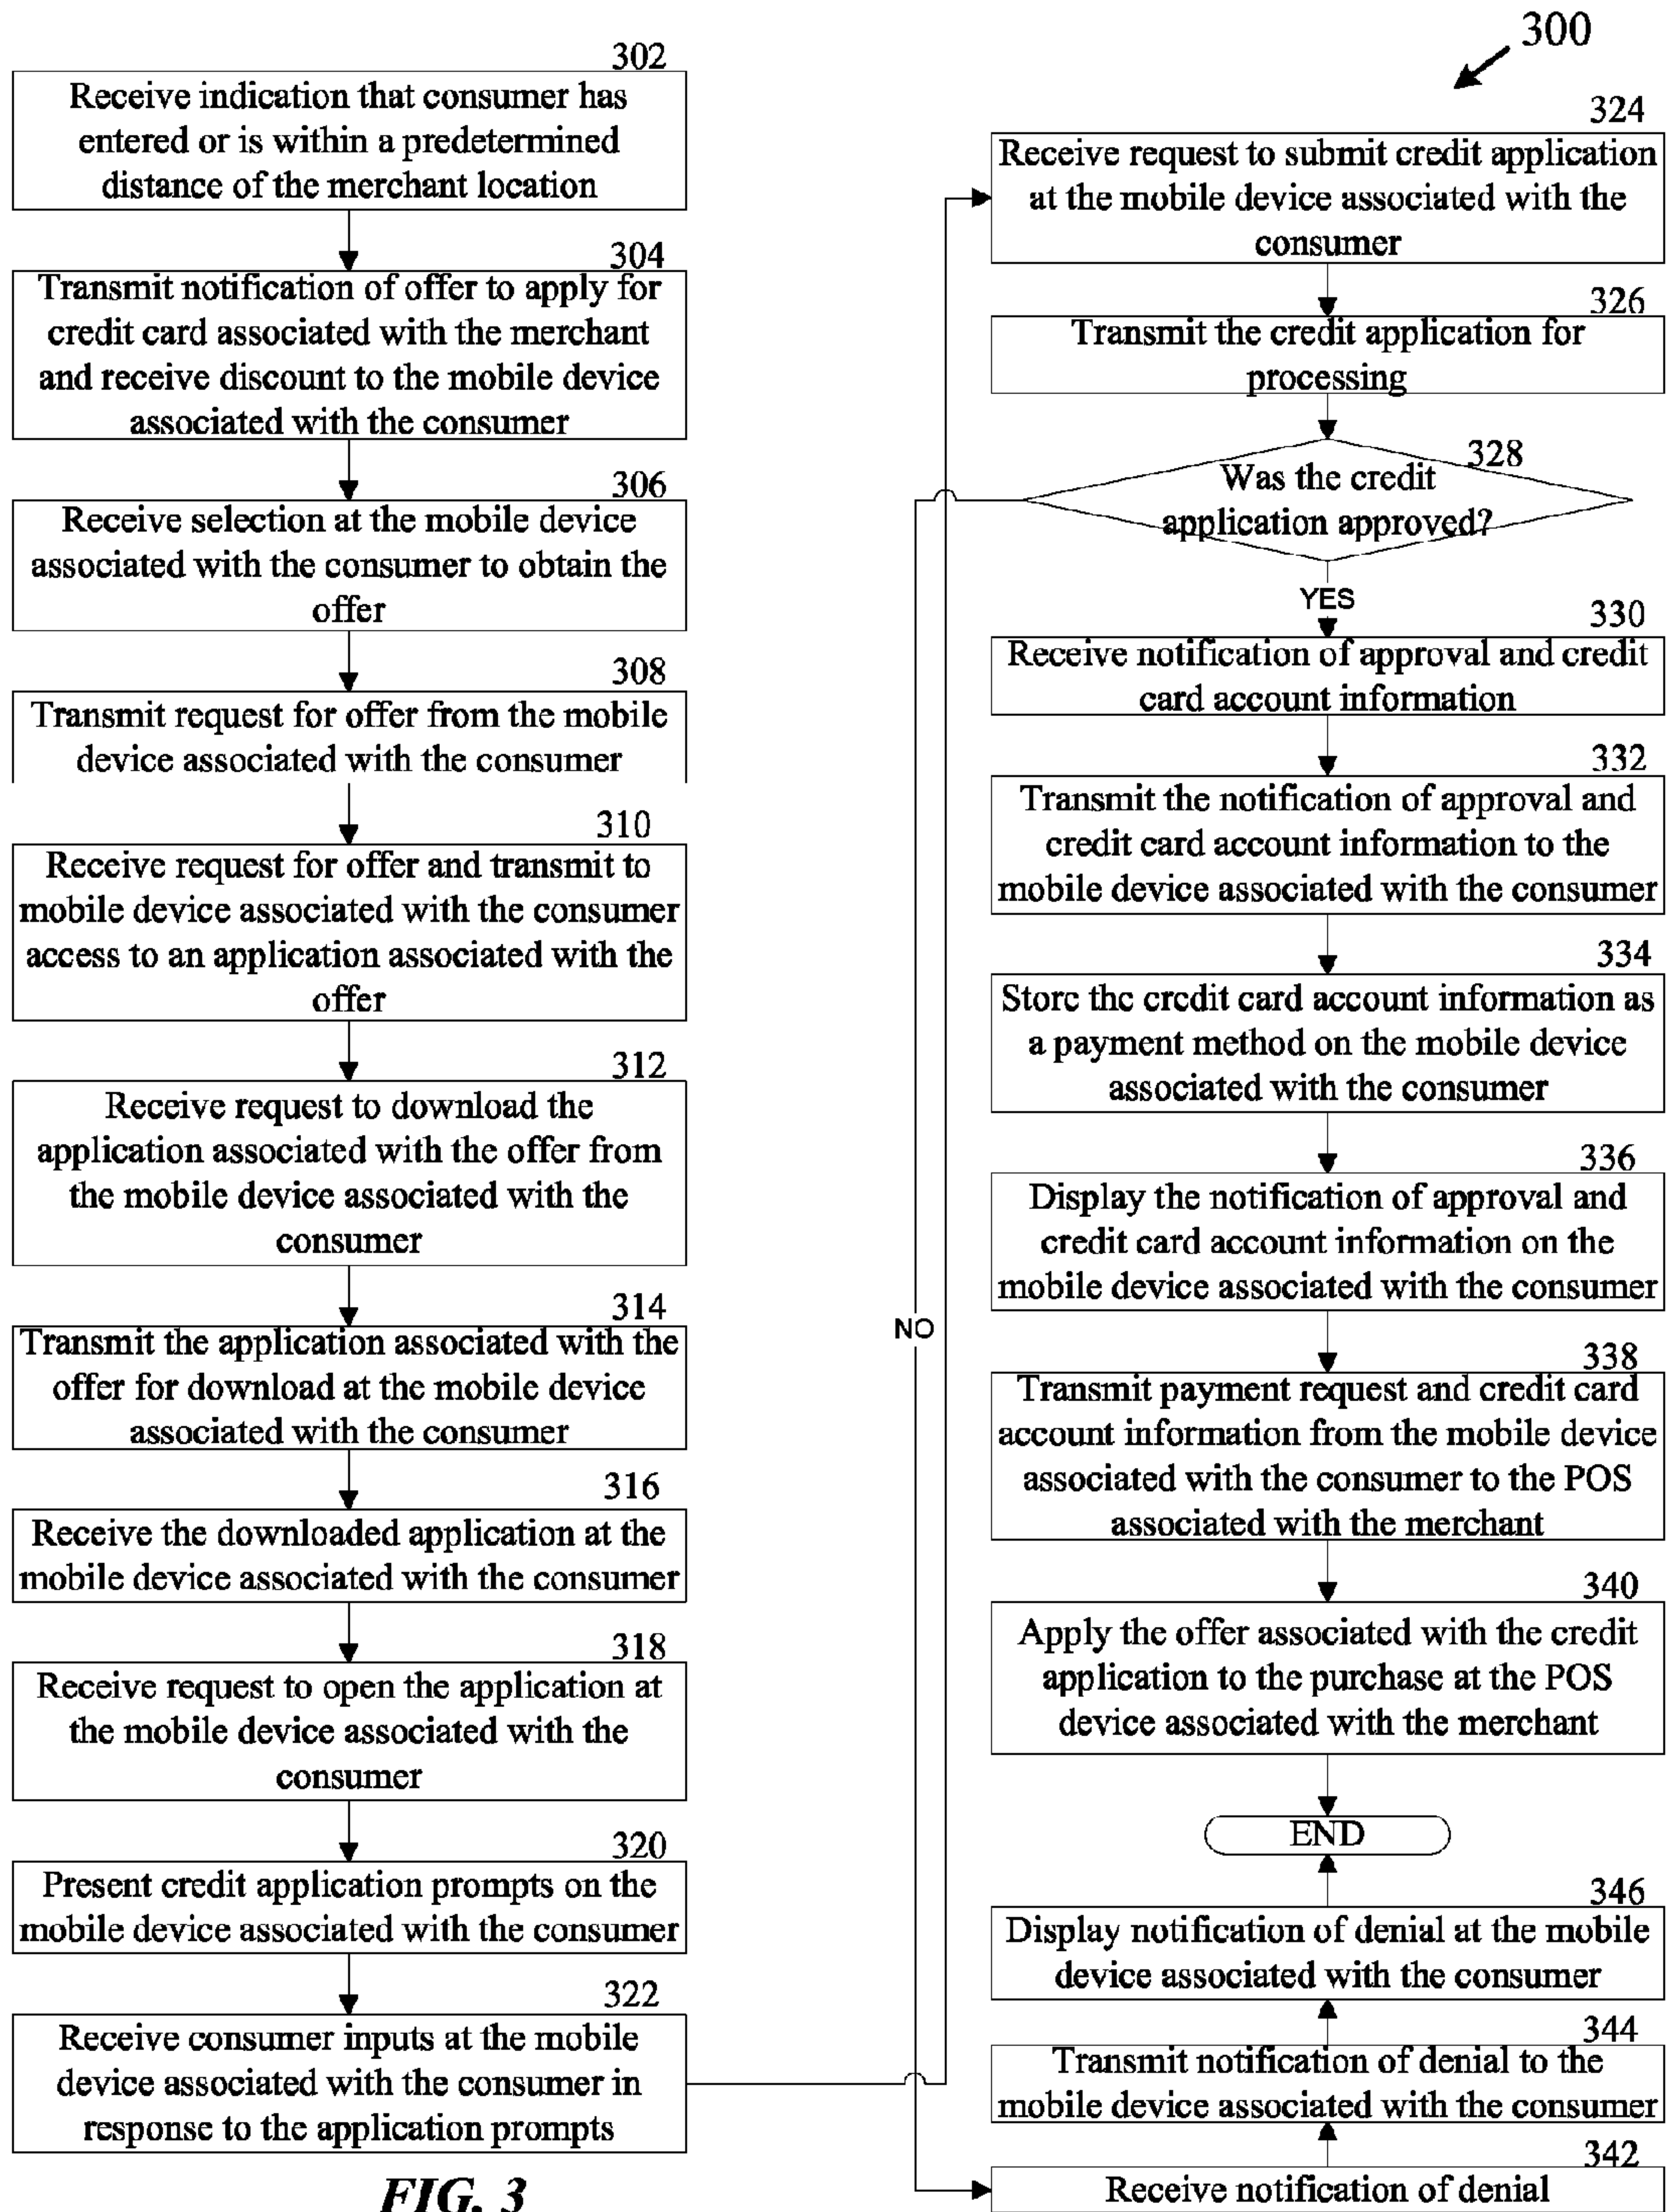 302
Receive indication that consumer has
entered or is within a predetermined
distance of the merchant location
304
Transmit notification of offer to apply for
credit card associated with the merchant
and receive discount to the mobile device
associated with the consumer
306
Receive selection at the mobile device
associated with the consumer to obtain the
offer
308
Transmit request for offer from the mobile
device associated with the consumer
310
Receive request for offer and transmit to
mobile device associated with the consumer
access to an application associated with the
offer
312
Receive request to download the
application associated with the offer from
the mobile device associated with the
consumer
314
Transmit the application associated with the
offer for download at the mobile device
associated with the consumer
316
Receive the downloaded application at the
mobile device associated with the consumer
318
Receive request to open the application at
the mobile device associated with the
consumer
320
Present credit application prompts on the
mobile device associated with the consumer
322
Receive consumer inputs at the mobile
device associated with the consumer in
response to the application prompts
FIG. 3
300
324
Receive request to submit credit application
at the mobile device associated with the
consumer
326
Transmit the credit application for
processing
328
Was the credit
application approved?
YES
NO
330
Receive notification of approval and credit
card account information
332
Transmit the notification of approval and
credit card account information to the
mobile device associated with the consumer
334
Store the credit card account information as
a payment method on the mobile device
associated with the consumer
336
Display the notification of approval and
credit card account information on the
mobile device associated with the consumer
338
Transmit payment request and credit card
account information from the mobile device
associated with the consumer to the POS
associated with the merchant
340
Apply the offer associated with the credit
application to the purchase at the POS
device associated with the merchant
END
346
Display notification of denial at the mobile
device associated with the consumer
344
Transmit notification of denial to the
mobile device associated with the consumer
342
Receive notification of denial